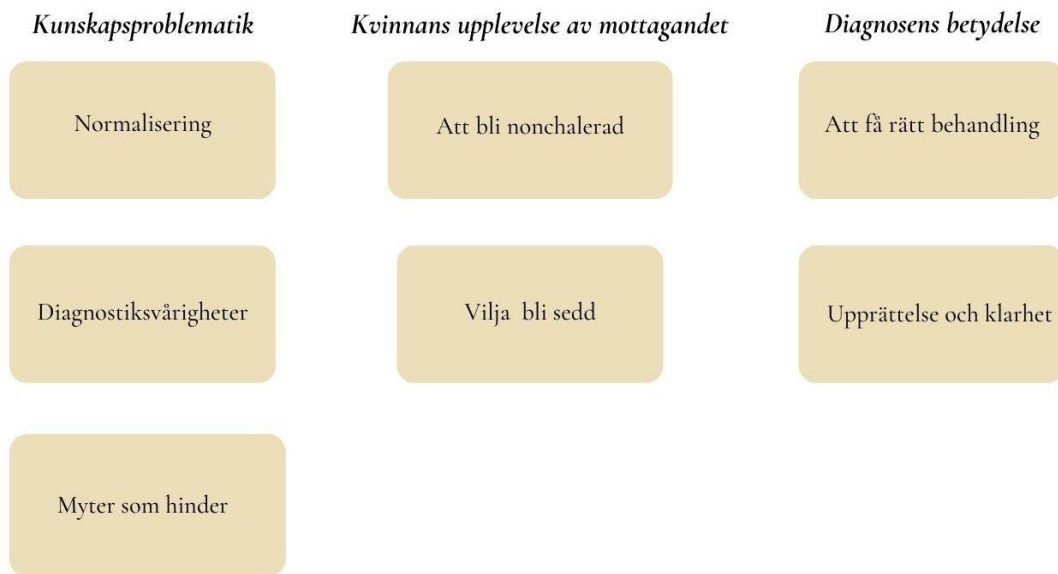 Kunskapsproblematik
Normalisering
Diagnostiksvårigheter
Myter som hinder
Kvinnans upplevelse av mottagandet
Att bli nonchalerad
Vilja  bli sedd
Diagnosens betydelse
Att få rätt behandling
Upprättelse och klarhet